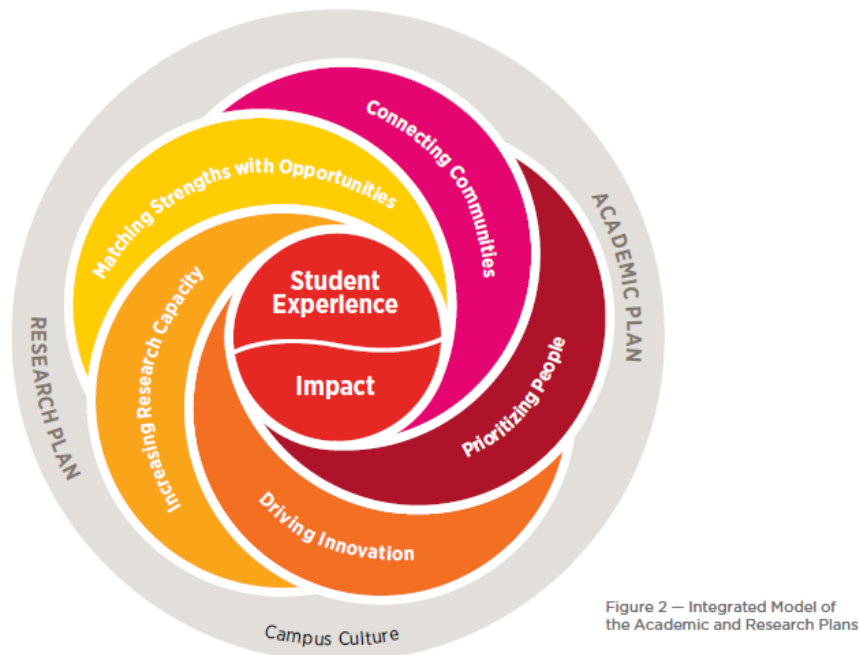 Connecting Communities
Matching Strengths with Opportunities
ACADEMIC PLAN
Student
Experience
Impact
RESEARCH PLAN
Increasing Research Capacity
Prioritizing People
Driving Innovation
Campus Culture
Figure 2 — Integrated Model of
the Academic and Research Plans